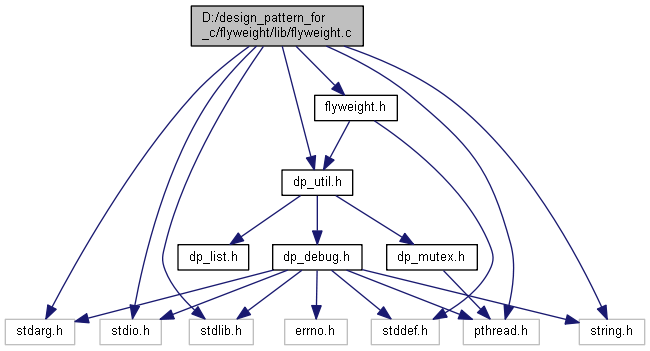 D:/design_pattern_for
_c/flyweight/lib/flyweight.c
flyweight.h
dp_util.h
dp_list.h
dp_debug.h
dp_mutex.h
stdarg.h
stdio.h
stdlib.h
errno.h
stddef.h
pthread.h
string.h